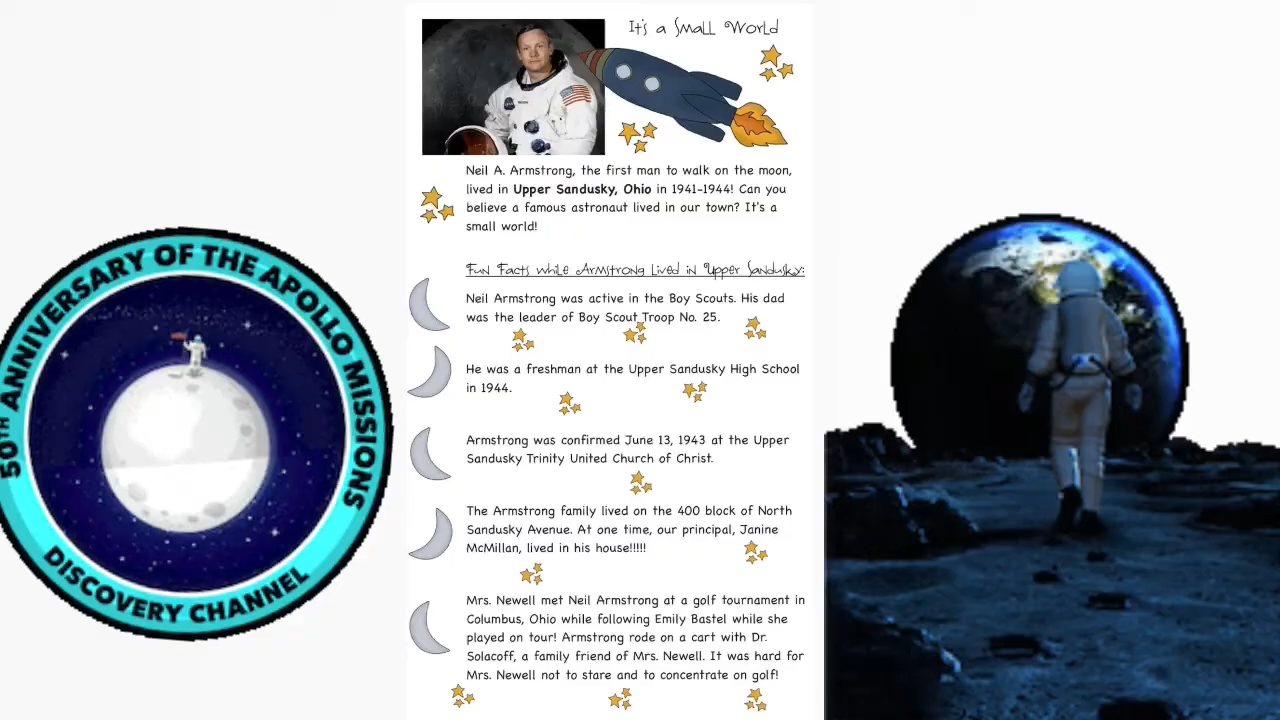 It's a Small World
Neil A. Armstrong, the first man to walk on the moon,
lived in Upper Sandusky, Ohio in 1941-1944! Can you
believe a famous astronaut lived in our town? It's a
small world!
Fun Facts while Armstrong Lived in Upper Sandusky:
Neil Armstrong was active in the Boy Scouts. His dad
was the leader of Boy Scout Troop No. 25.
He was a freshman at the Upper Sandusky High School
in 1944.
Armstrong was confirmed June 13, 1943 at the Upper
Sandusky Trinity United Church of Christ.
The Armstrong family lived on the 400 block of North
Sandusky Avenue. At one time, our principal, Janine
McMillan, lived in his house!!!!!
Mrs. Newell met Neil Armstrong at a golf tournament in
Columbus, Ohio while following Emily Bastel while she
played on tour! Armstrong rode on a cart with Dr.
Solacoff, a family friend of Mrs. Newell. It was hard for
Mrs. Newell not to stare and to concentrate on golf!
50TH ANNIVERSARY OF THE APOLLO MISSIONS
DISCOVERY CHANNEL